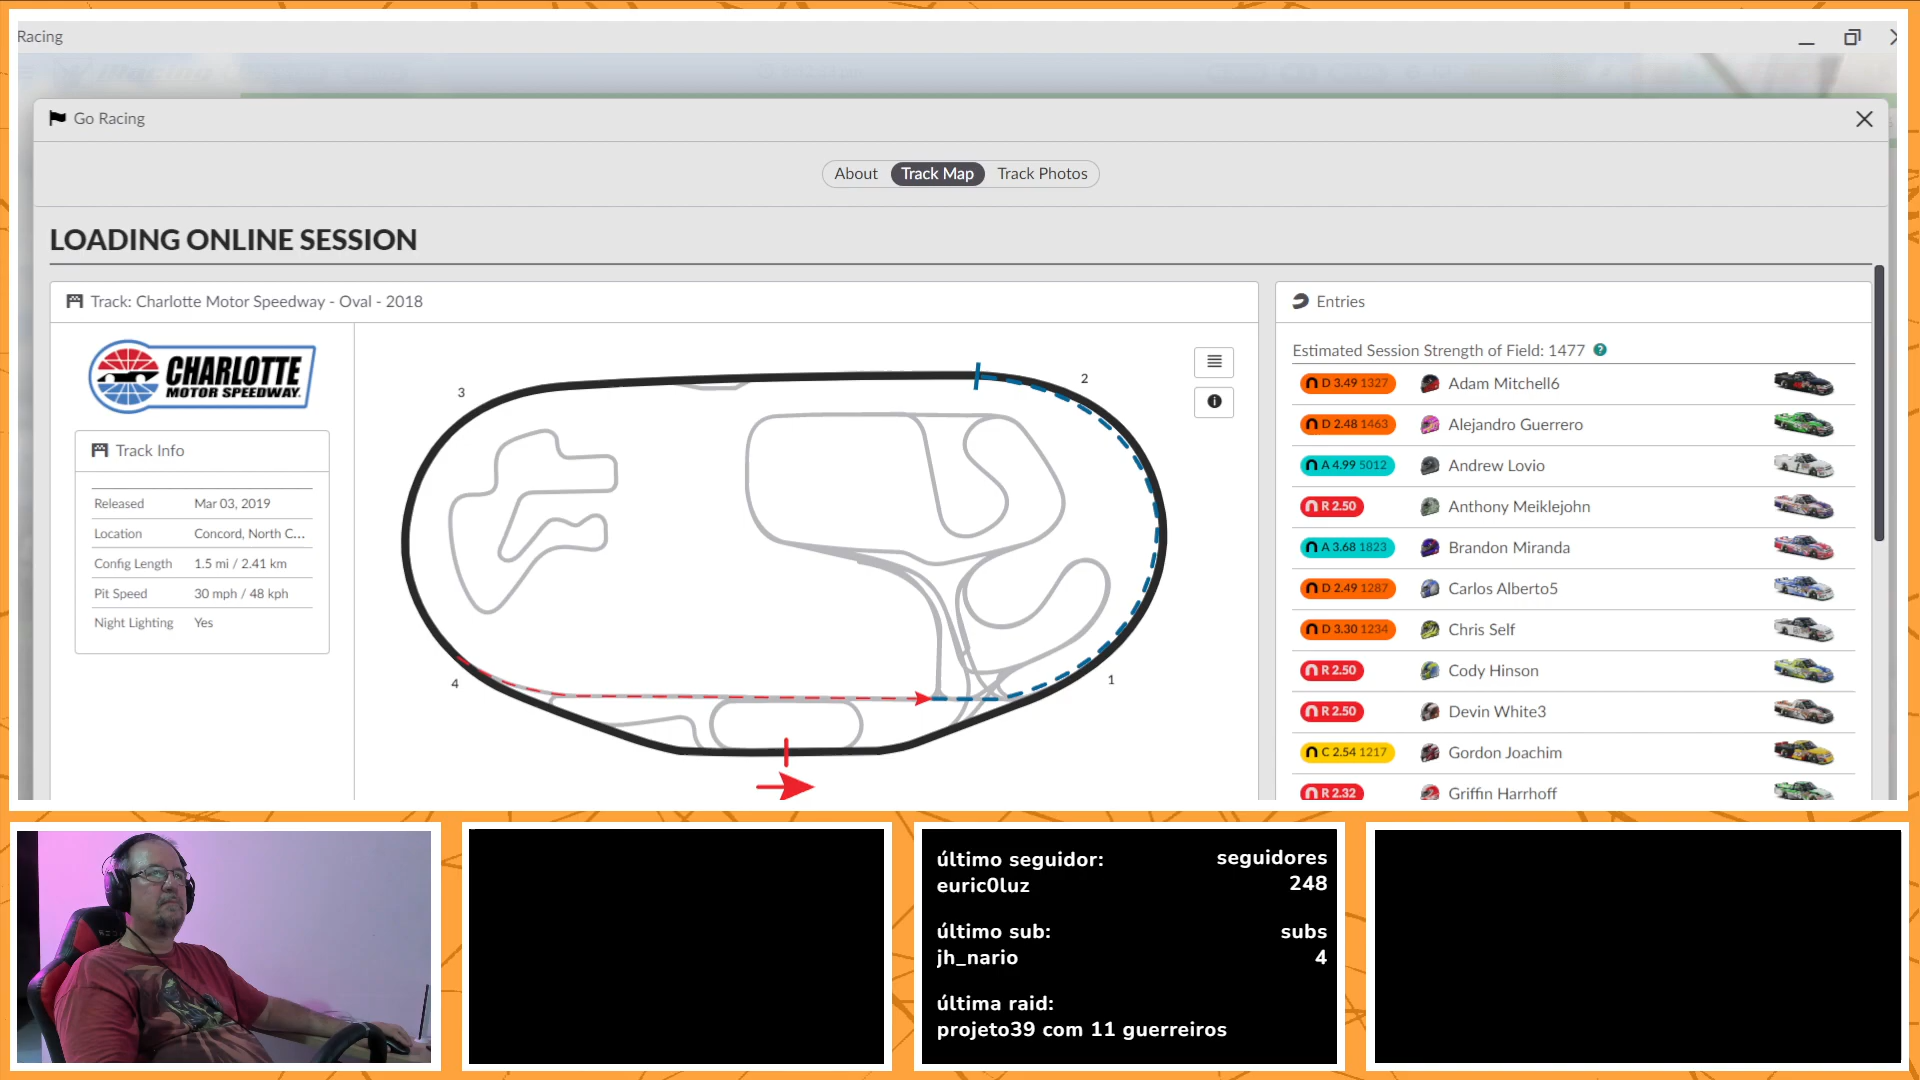 Racing
Go Racing
About Track Map Track Photos
LOADING ONLINE SESSION
Track: Charlotte Motor Speedway - Oval - 2018
CHARLOTTE
MOTOR SPEEDWAY.
Track Info
Released Mar 03, 2019
Location Concord, North C...
Config Length 1.5 mi / 2.41 km
Pit Speed 30 mph / 48 kph
Night Lighting Yes
3
2
4
1
Entries
Estimated Session Strength of Field: 1477
D 3.49 1327 Adam Mitchell6
D 2.48 1463 Alejandro Guerrero
A 4.99 5012 Andrew Lovio
R 2.50 Anthony Meiklejohn
A 3.68 1823 Brandon Miranda
D 2.49 1287 Carlos Alberto5
D 3.30 1234 Chris Self
R 2.50 Cody Hinson
R 2.50 Devin White3
C 2.54 1217 Gordon Joachim
R 2.32 Griffin Harrhoff
último seguidor: seguidores
euric0luz 248
último sub: subs
jh_nario 4
última raid:
projeto39 com 11 guerreiros